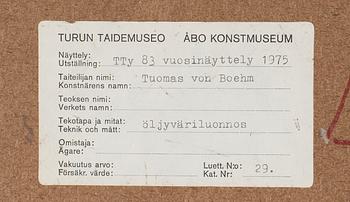 TURUN TAIDEMUSEO ÅBO KONSTMUSEUM
Näyttely:
Utställning: TTy 83 vuosinäyttely 1975
Taiteilijan nimi: Tuomas von Boehm
Konstnärens namn:
Teoksen nimi:
Verkets namn:
Tekotapa ja mitat: öljyväriluonnos
Teknik och mått:
Omistaja:
Ägare:
Vakuutus arvo: Luett. N:o: 29.
Försäkr. värde: Kat. Nr: